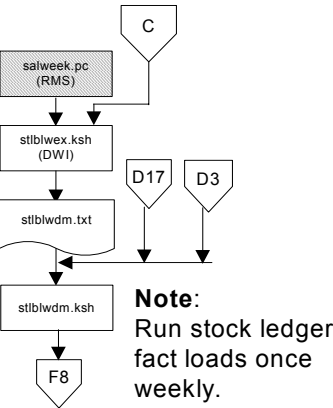 C
salweek.pc
(RMS)
stlblwex.ksh
(DWI)
D17
D3
stlblwdm.txt
stlblwdm.ksh
Note:
Run stock ledger
fact loads once
weekly.
F8